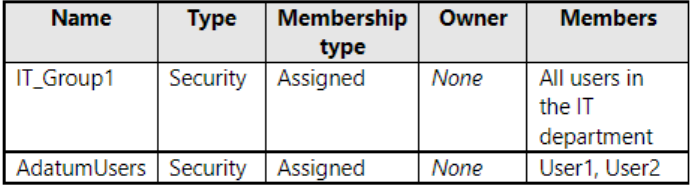 Name Type Membership type Owner Members
IT_Group1 Security Assigned None All users in the IT department
AdatumUsers Security Assigned None User1, User2